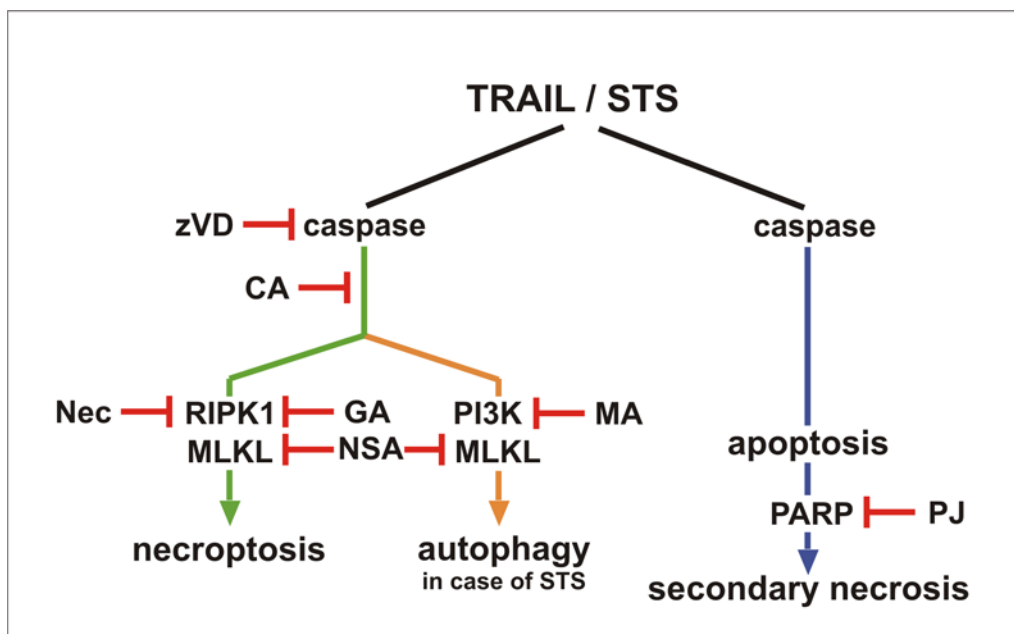 TRAIL / STS
zVD
caspase
caspase
CA
Nec
RIPK1
GA
PI3K
MA
MLKL
NSA
MLKL
apoptosis
PARP
PJ
necroptosis
autophagy
in case of STS
secondary necrosis